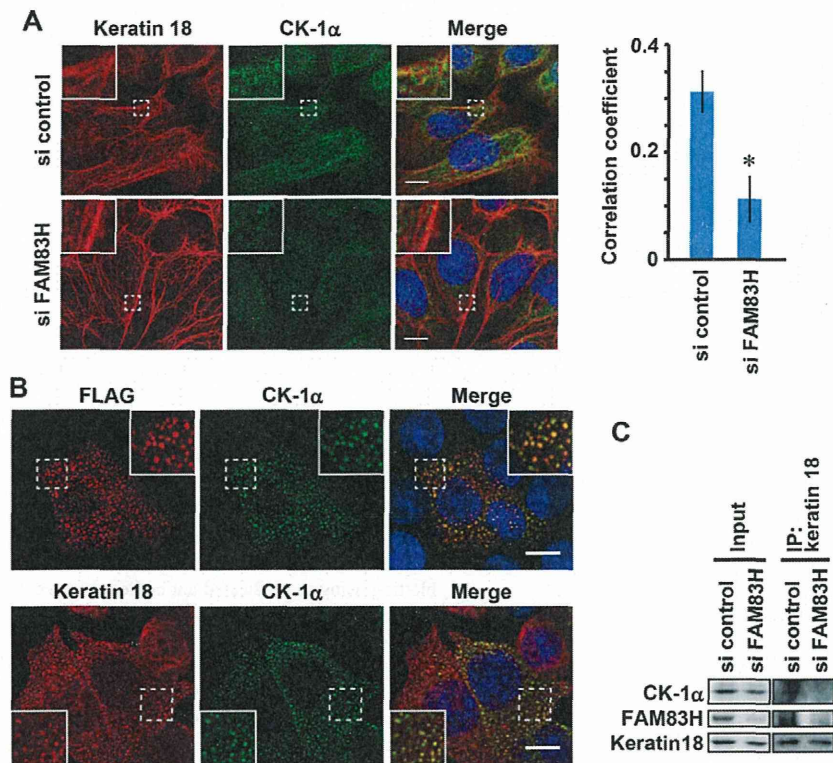 A
Keratin 18 CK-1α Merge
si control
si FAM83H
0.4
0.2
0
Correlation coefficient
*
si control
si FAM83H
B
FLAG CK-1α Merge
Keratin 18 CK-1α Merge
C
Input
IP: keratin 18
si control
si FAM83H
si control
si FAM83H
CK-1α
FAM83H
Keratin18